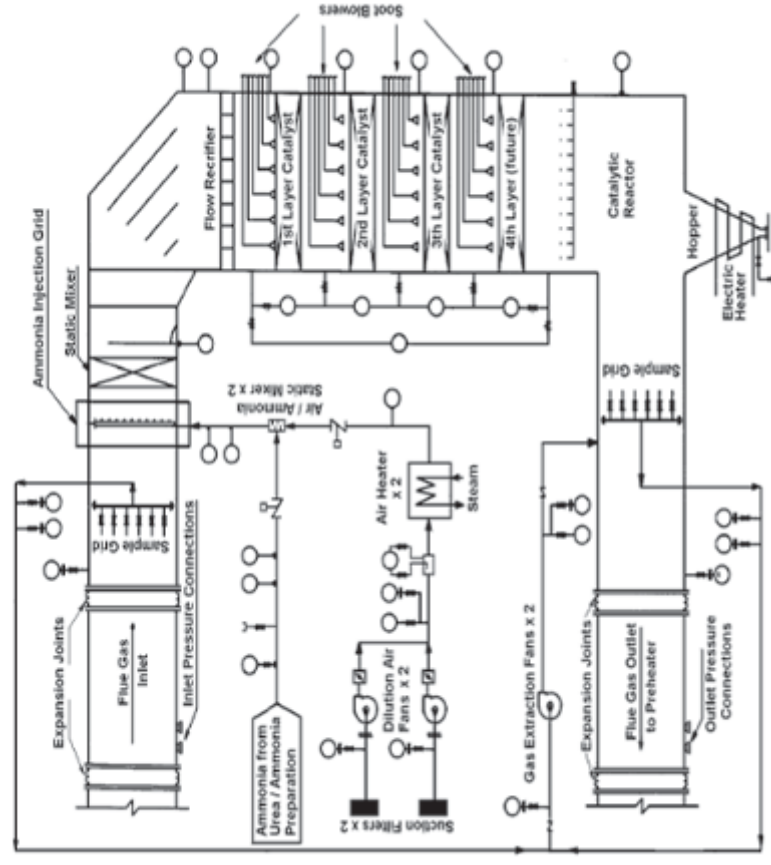 Soot Blowers
Ammonia Injection Grid
Static Mixer
Flow Recrifier
1st Layer Catalyst
2nd Layer Catalyst
3th Layer Catalyst
4th Layer (future)
Catalytic
Reactor
Hopper
Electric
Heater
Air / Ammonia
Static Mixer x 2
Sample Grid
Sample Grid
Air Heater
x 2
Steam
Expansion Joints
Flue Gas
Inlet
Inlet Pressure Connections
Ammonia from
Urea / Ammonia
Preparation
Dilution Air
Fans x 2
Suction Filters x 2
Gas Extraction Fans x 2
Expansion Joints
Flue Gas Outlet
to Preheater
Outlet Pressure
Connections